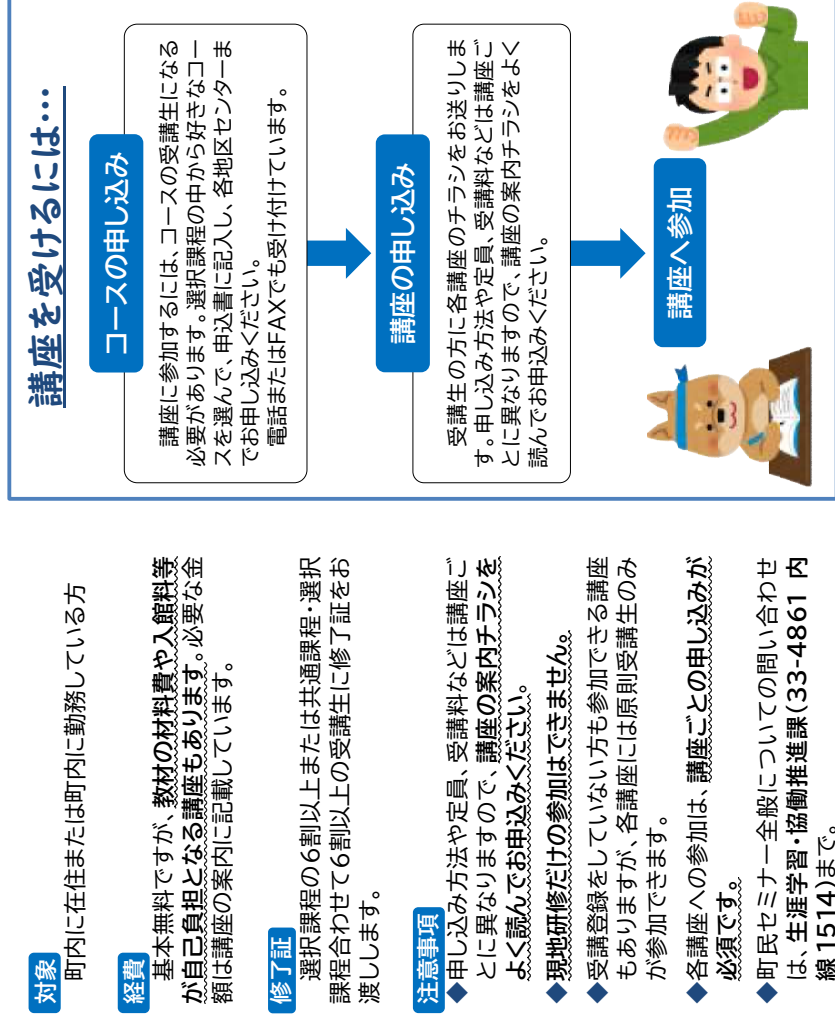 対象
町内に在住または町内に勤務している方
経費
基本無料ですが、教材の材料費や入館料等
が自己負担となる講座もあります。必要な金
額は講座の案内に記載しています。
修了証
選択課程の6割以上または共通課程・選択
課程合わせて6割以上の受講生に修了証をお
渡しします。
注意事項
◆申し込み方法や定員、受講料などは講座ご
とに異なりますので、講座の案内チラシを
よく読んでお申込みください。
◆現地研修だけの参加はできません。
◆受講登録をしていない方も参加できる講座
もありますが、各講座には原則受講生のみ
が参加できます。
◆各講座への参加は、講座ごとの申し込みが
必須です。
◆町民セミナー全般についての問い合わせ
は、生涯学習・協働推進課(33-4861 内
線1514)まで。
講座を受けるには…
コースの申し込み
講座に参加するには、コースの受講生になる
必要があります。選択課程の中から好きなコー
スを選んで、申込書に記入し、各地区センターま
でお申し込みください。
電話またはFAXでも受け付けています。
講座の申し込み
受講生の方に各講座のチラシをお送りしま
す。申し込み方法や定員、受講料などは講座ご
とに異なりますので、講座の案内チラシをよく
読んでお申込みください。
講座へ参加